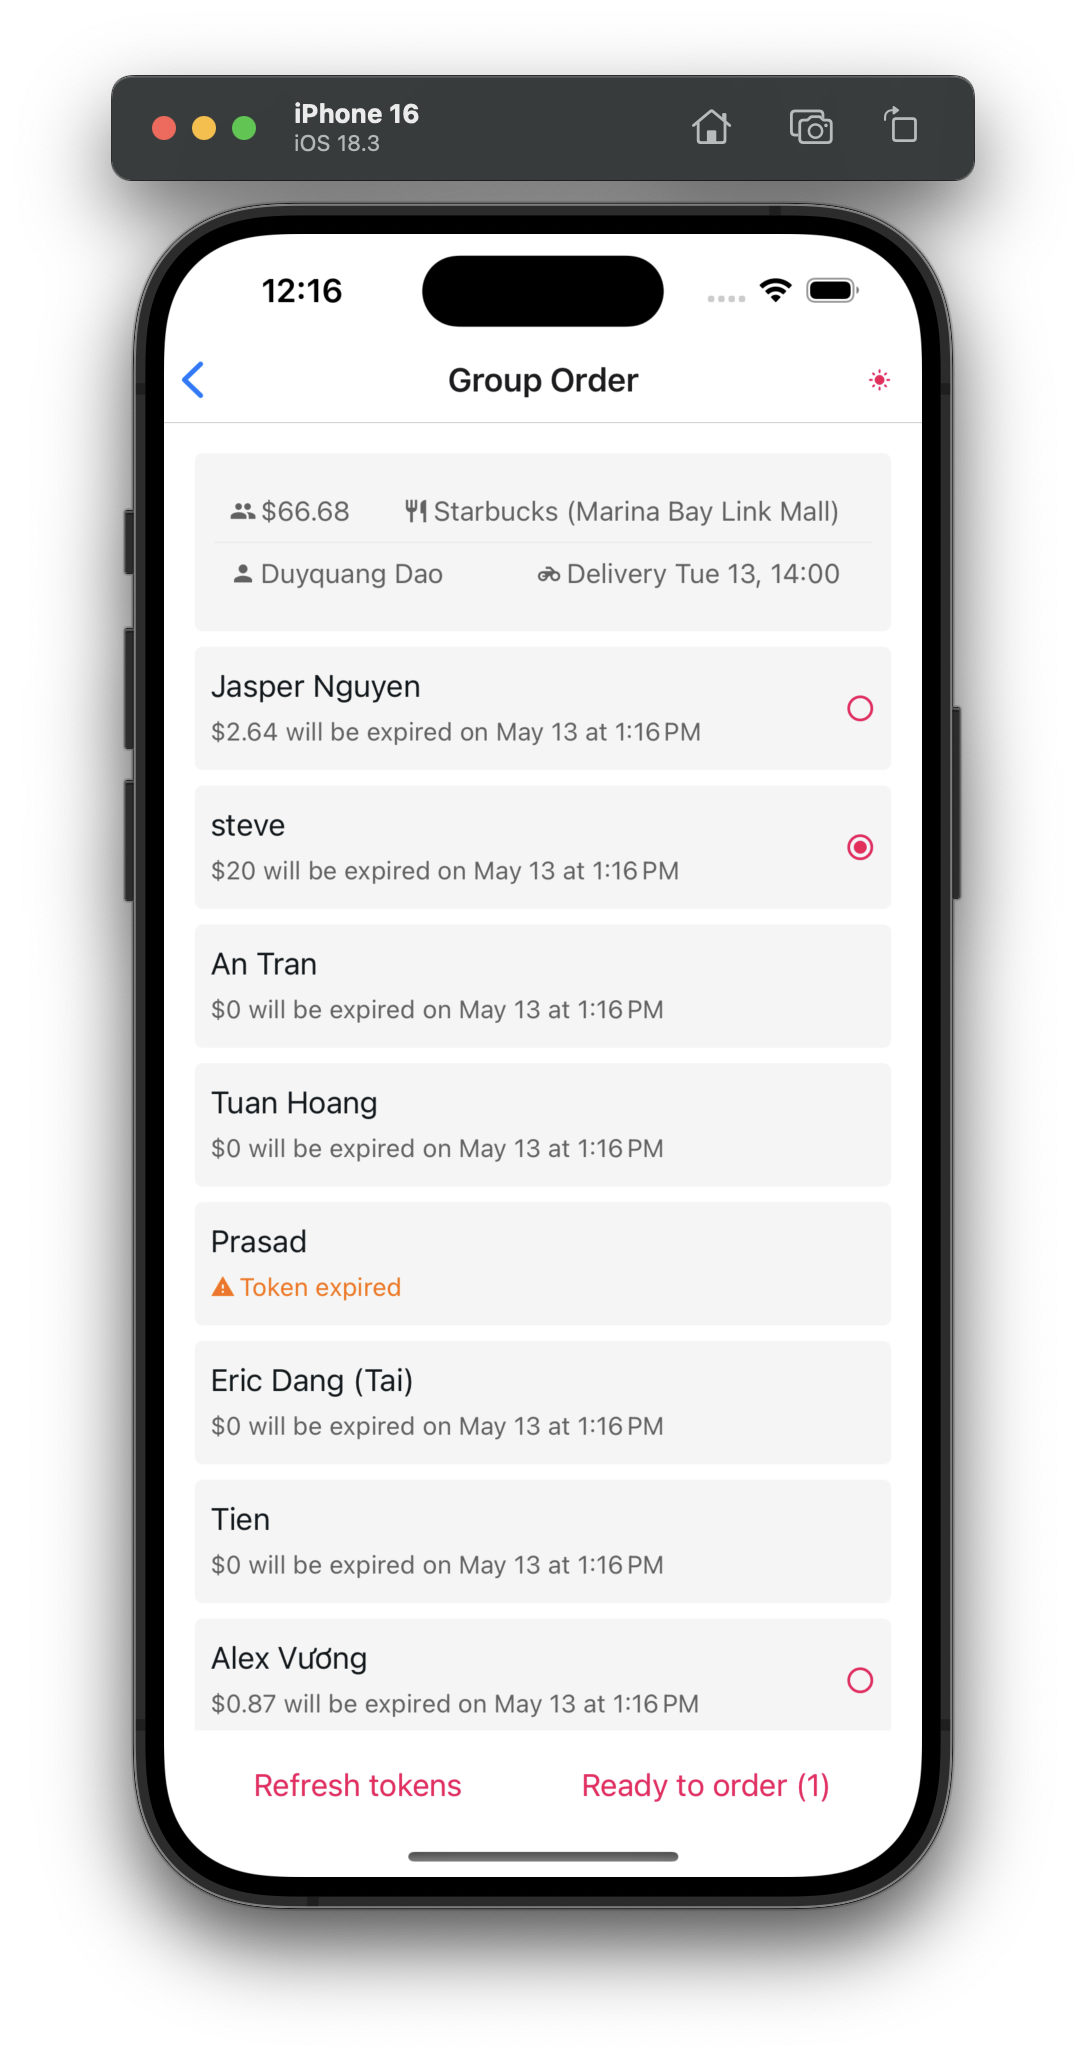 iPhone 16
iOS 18.3
12:16
Group Order
$66.68 Starbucks (Marina Bay Link Mall)
Duyquang Dao Delivery Tue 13, 14:00
Jasper Nguyen
$2.64 will be expired on May 13 at 1:16 PM
steve
$20 will be expired on May 13 at 1:16 PM
An Tran
$0 will be expired on May 13 at 1:16 PM
Tuan Hoang
$0 will be expired on May 13 at 1:16 PM
Prasad
Token expired
Eric Dang (Tai)
$0 will be expired on May 13 at 1:16 PM
Tien
$0 will be expired on May 13 at 1:16 PM
Alex Vương
$0.87 will be expired on May 13 at 1:16 PM
Refresh tokens Ready to order (1)